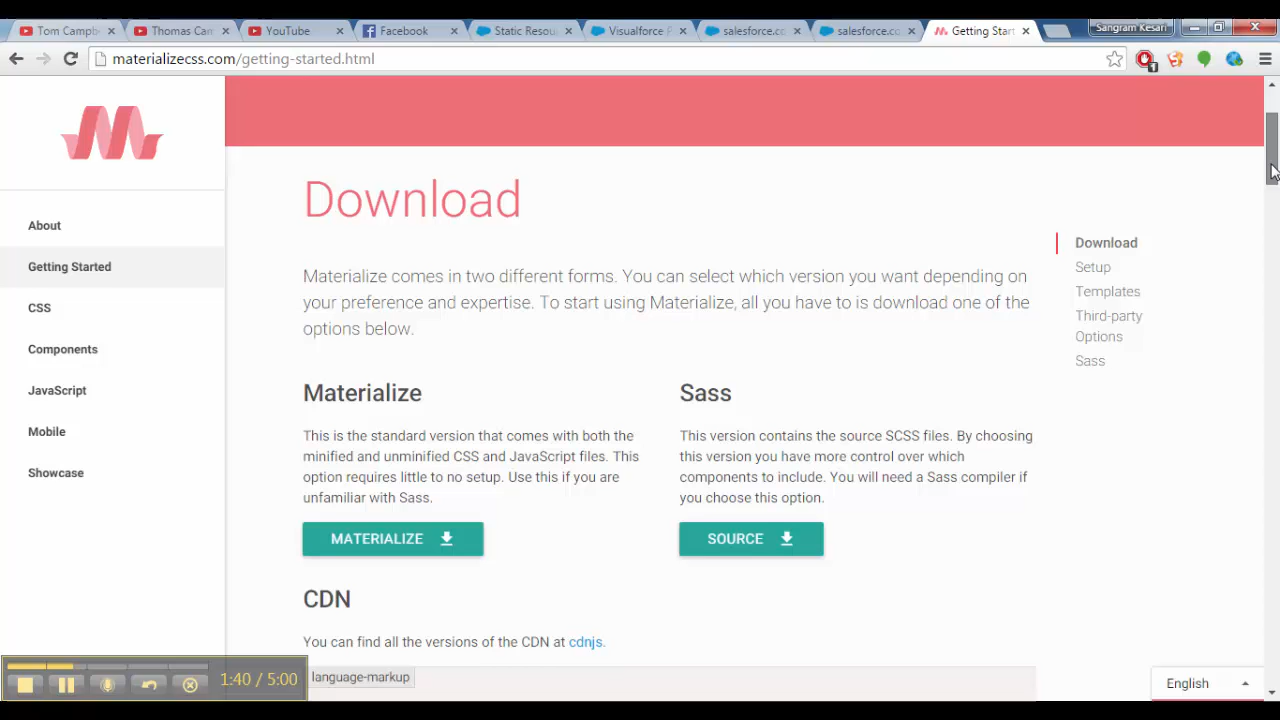 Tom Campb
Thomas Cam
YouTube
Facebook
Static Resou
Visualforce P
salesforce.co
salesforce.co
Getting Start
Sangram Kesari
materializecss.com/getting-started.html
1
About
Getting Started
CSS
Components
JavaScript
Mobile
Showcase
Download
Materialize comes in two different forms. You can select which version you want depending on
your preference and expertise. To start using Materialize, all you have to is download one of the
options below.
Materialize
This is the standard version that comes with both the
minified and unminified CSS and JavaScript files. This
option requires little to no setup. Use this if you are
unfamiliar with Sass.
MATERIALIZE
Sass
This version contains the source SCSS files. By choosing
this version you have more control over which
components to include. You will need a Sass compiler if
you choose this option.
SOURCE
CDN
You can find all the versions of the CDN at cdnjs.
language-markup
Download
Setup
Templates
Third-party
Options
Sass
1:40 / 5:00
English